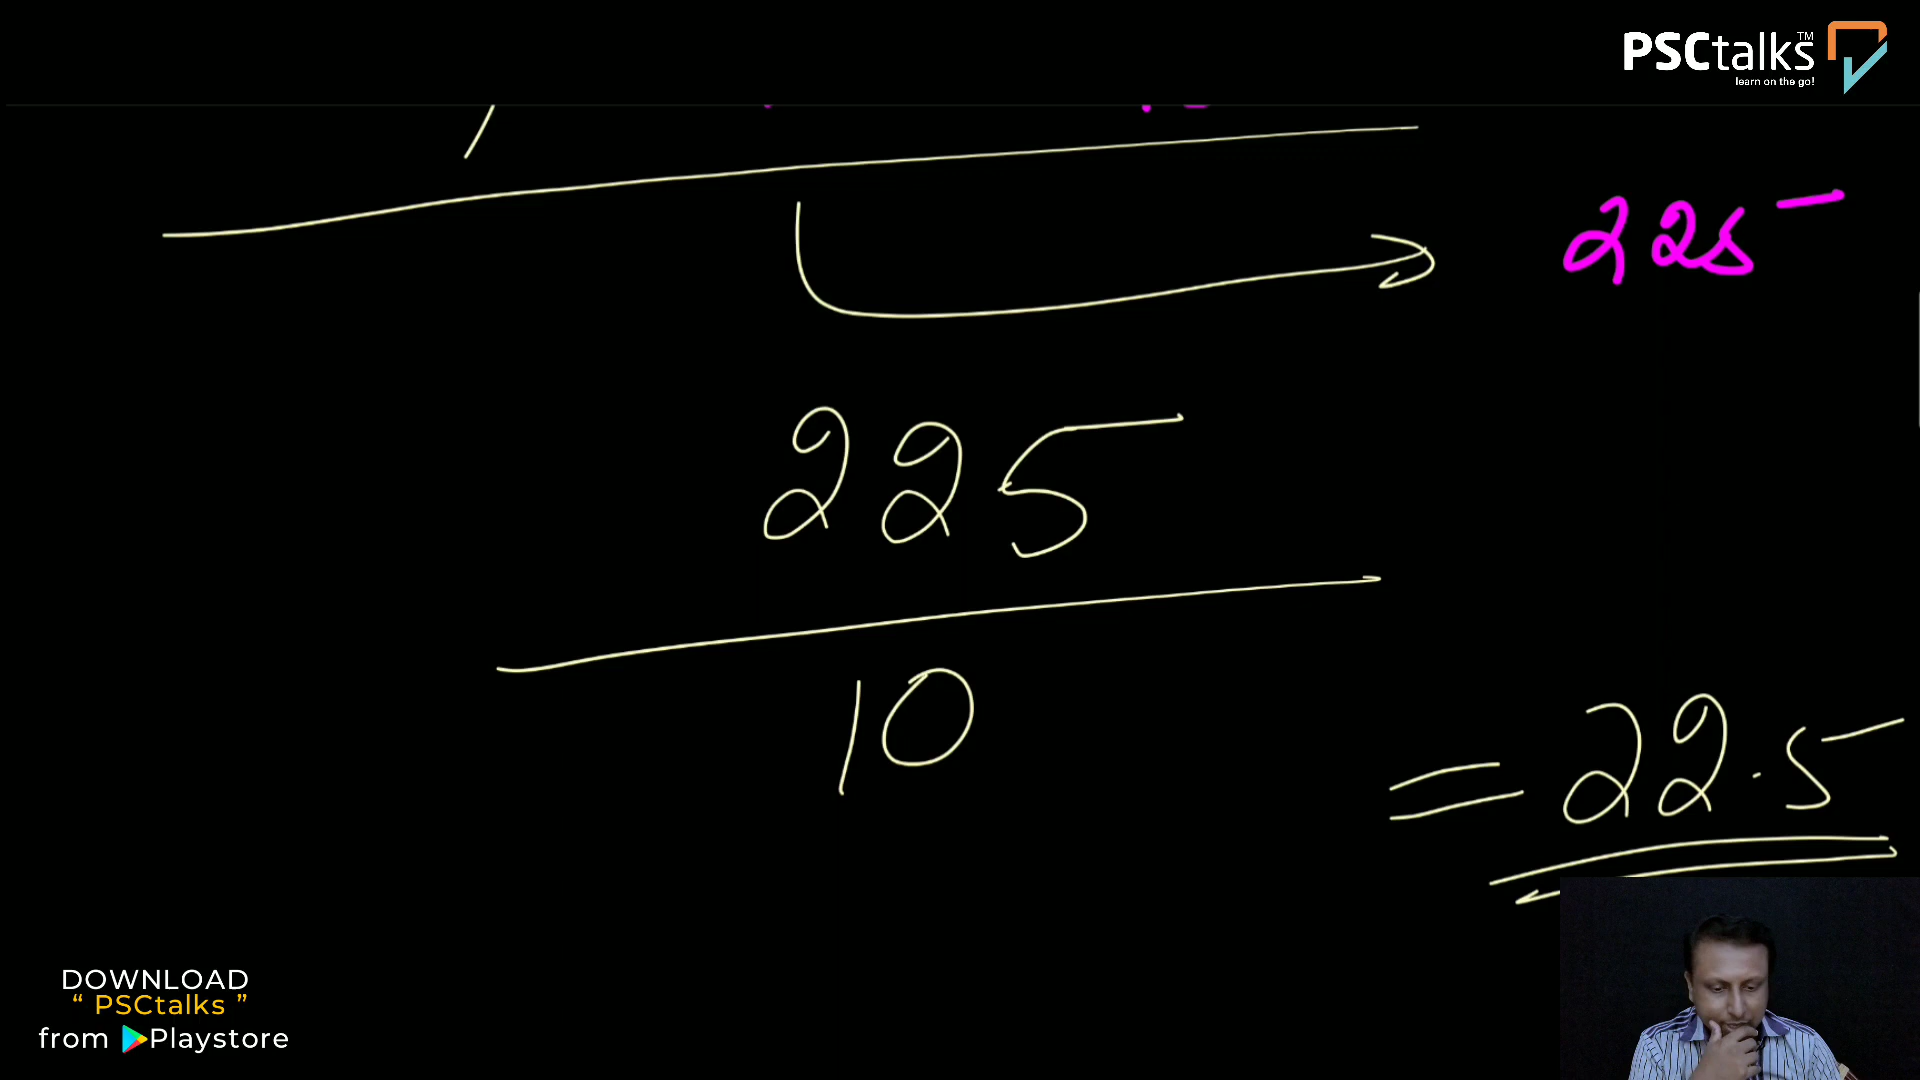 PSCtalks™
learn on the go!
225
225
10
= 22.5
DOWNLOAD
“ PSCtalks ”
from Playstore